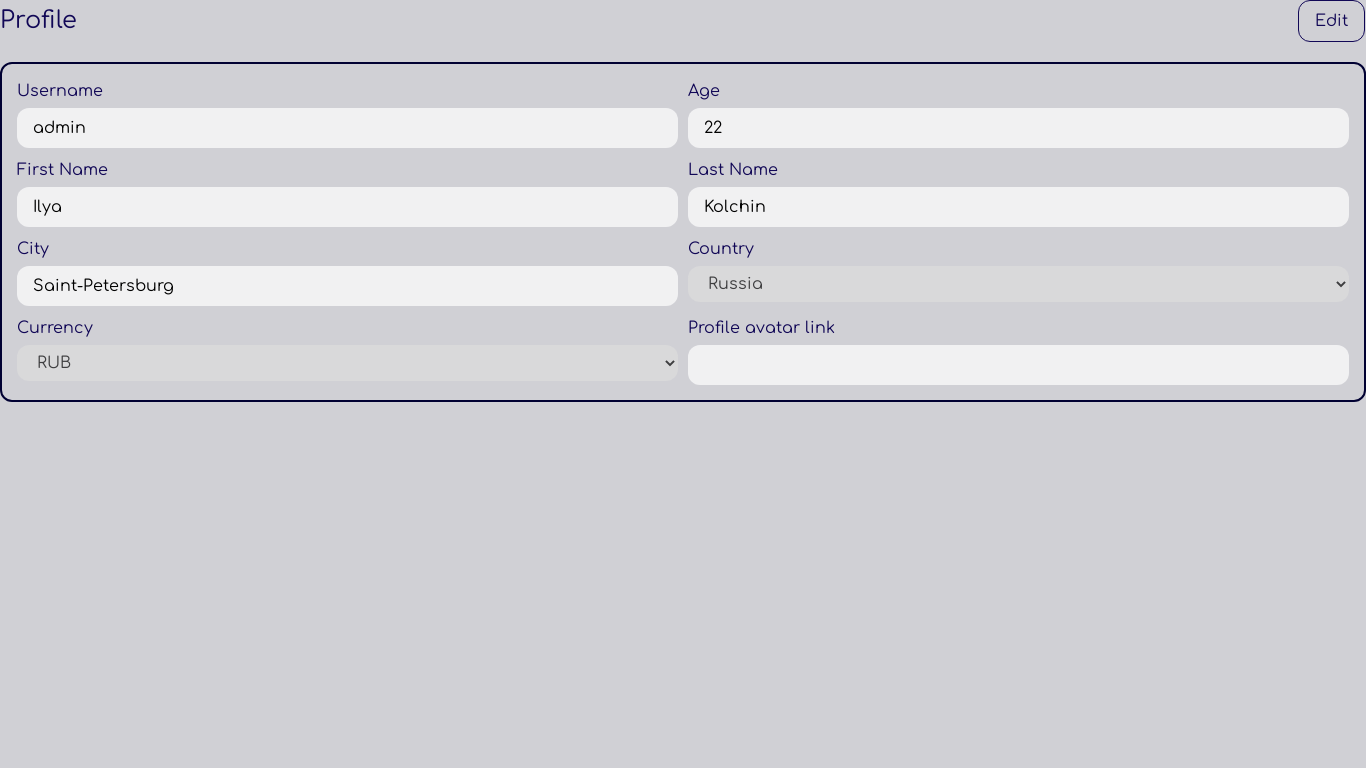 Profile
Edit
Username
Age
admin
22
First Name
Last Name
Ilya
Kolchin
City
Country
Saint-Petersburg
Russia
Currency
Profile avatar link
RUB